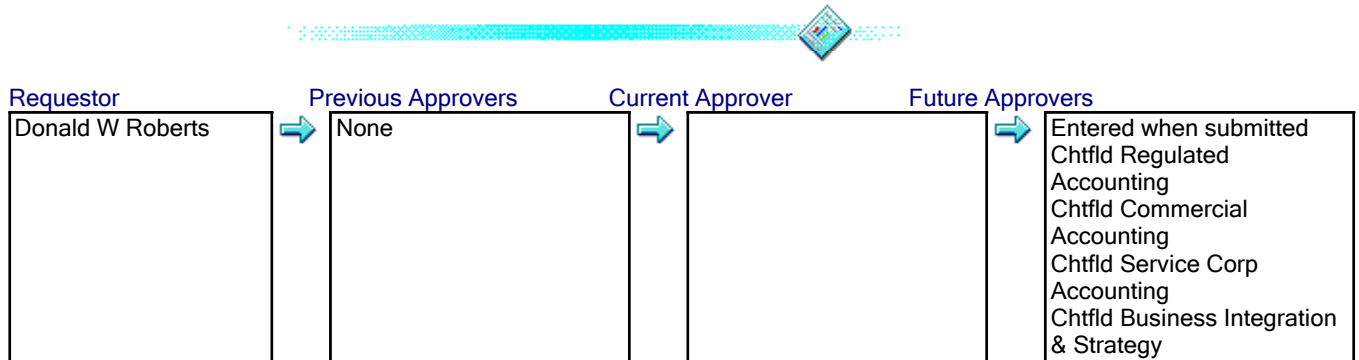 Requestor Previous Approvers Current Approver Future Approvers
Donald W Roberts
None
Entered when submitted
Chtfld Regulated
Accounting
Chtfld Commercial
Accounting
Chtfld Service Corp
Accounting
Chtfld Business Integration
& Strategy